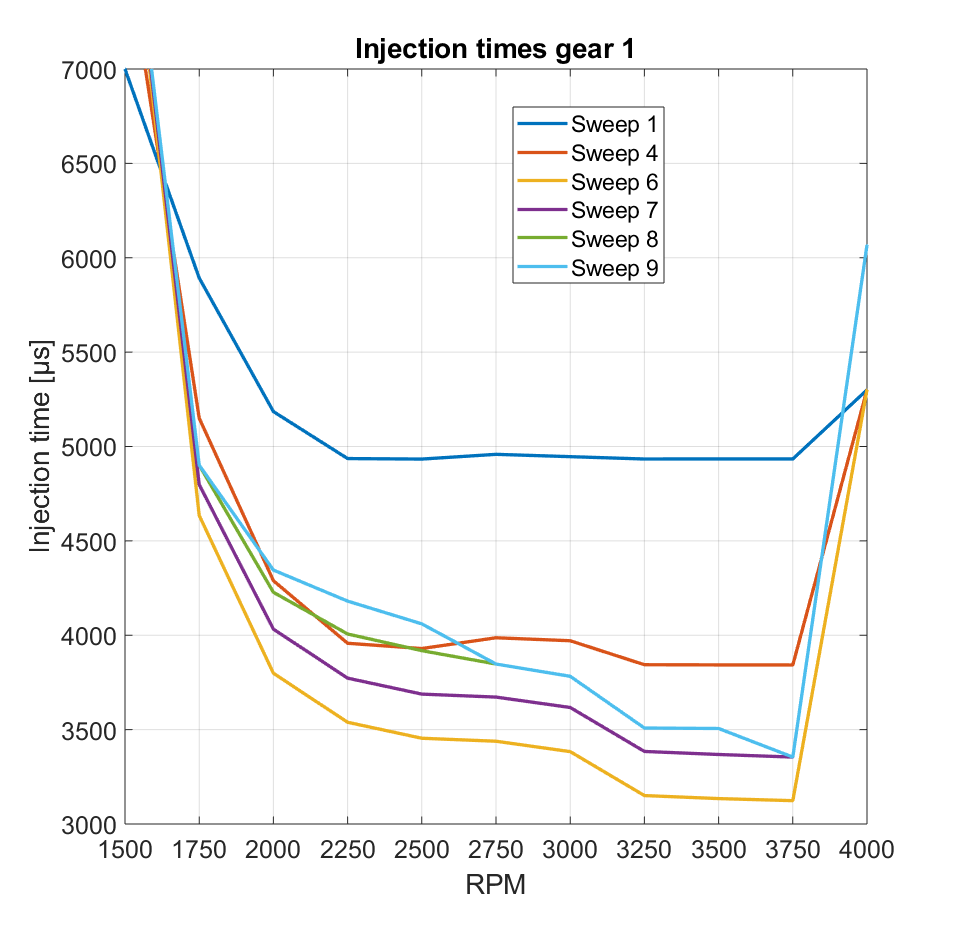 Injection times gear 1
7000
6500
6000
5500
5000
4500
4000
3500
3000
Injection time [µs]
Sweep 1
Sweep 4
Sweep 6
Sweep 7
Sweep 8
Sweep 9
1500 1750 2000 2250 2500 2750 3000 3250 3500 3750 4000
RPM